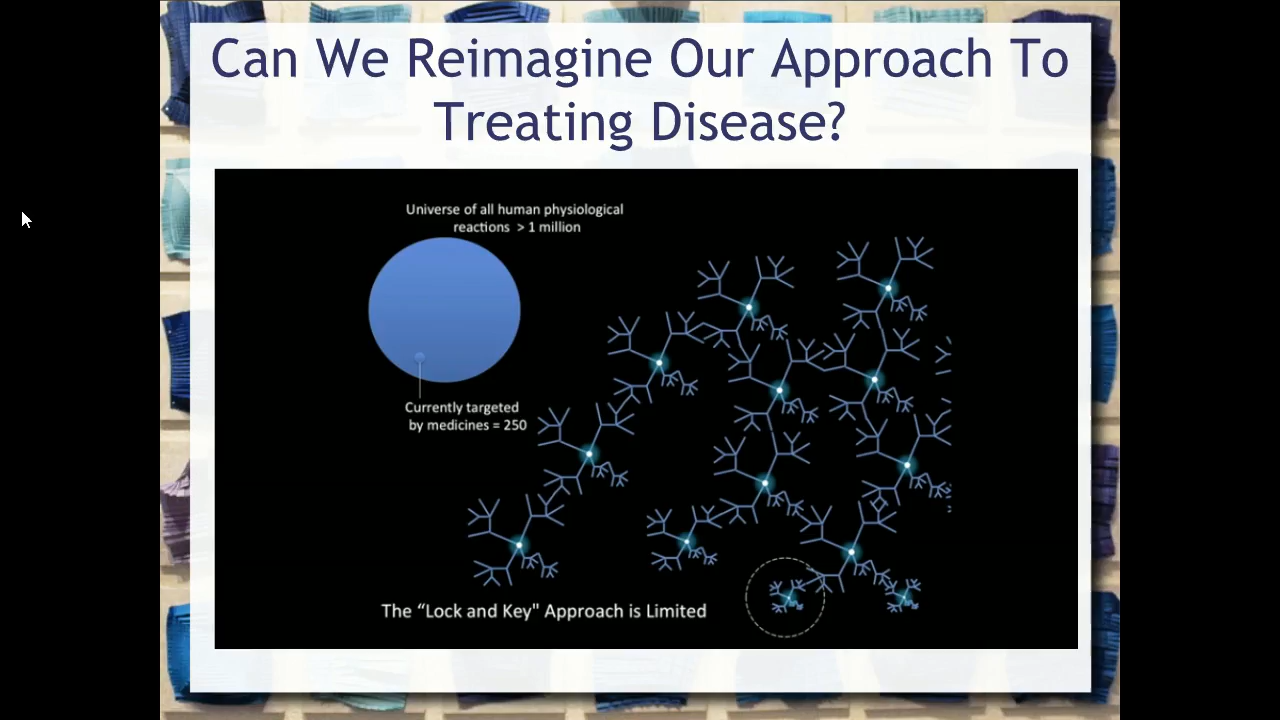 Can We Reimagine Our Approach To
Treating Disease?
Universe of all human physiological
reactions > 1 million
Currently targeted
by medicines = 250
The “Lock and Key" Approach is Limited